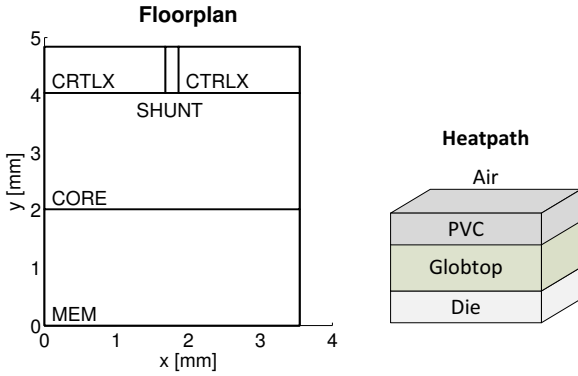 Floorplan
5
CRTLX
CTRLX
4
SHUNT
3
y [mm]
CORE
2
1
MEM
0
0
1
2
3
4
x [mm]
Heatpath
Air
PVC
Globtop
Die